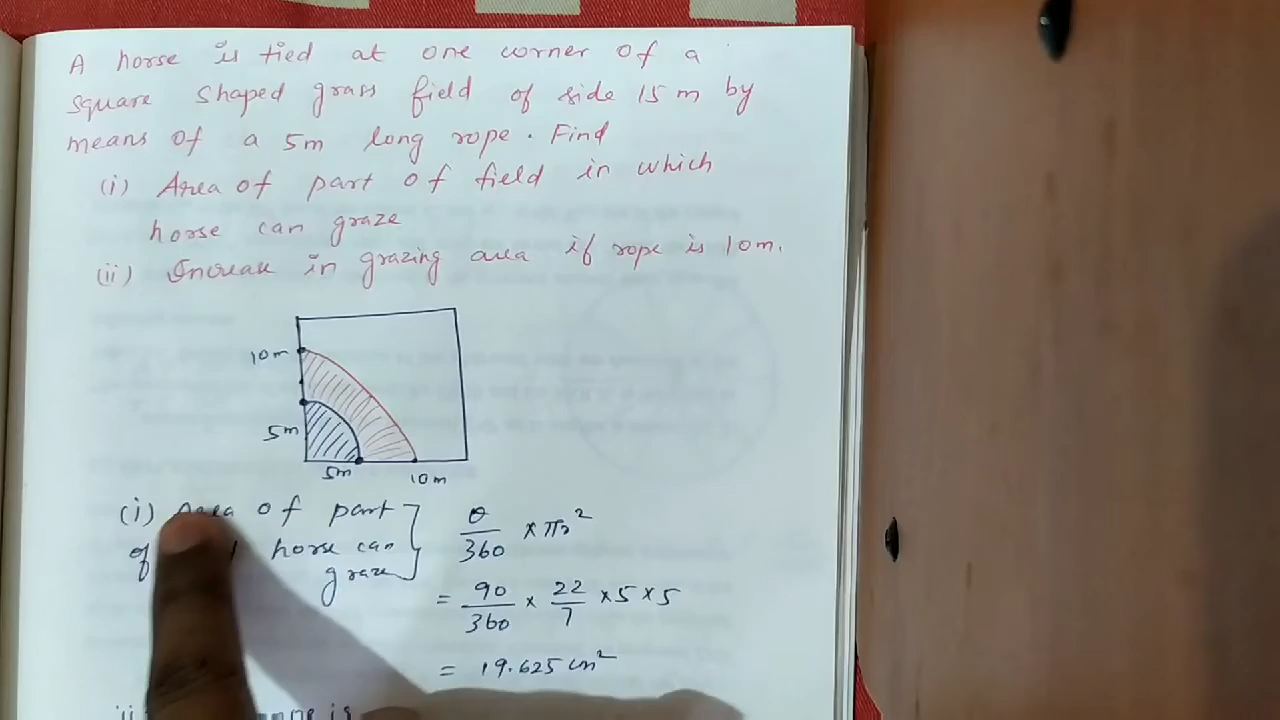 A horse is tied at one corner of a
square shaped grass field of side 15 m by
means of a 5m long rope. Find
(i) Area of part of field in which
horse can graze
(ii) Increase in grazing area if rope is 10m.
10m
5m
5m
10m
(i) Area of part
of horse can
graze
θ/360 × πr²
= 90/360 × 22/7 × 5 × 5
= 19.625 cm²